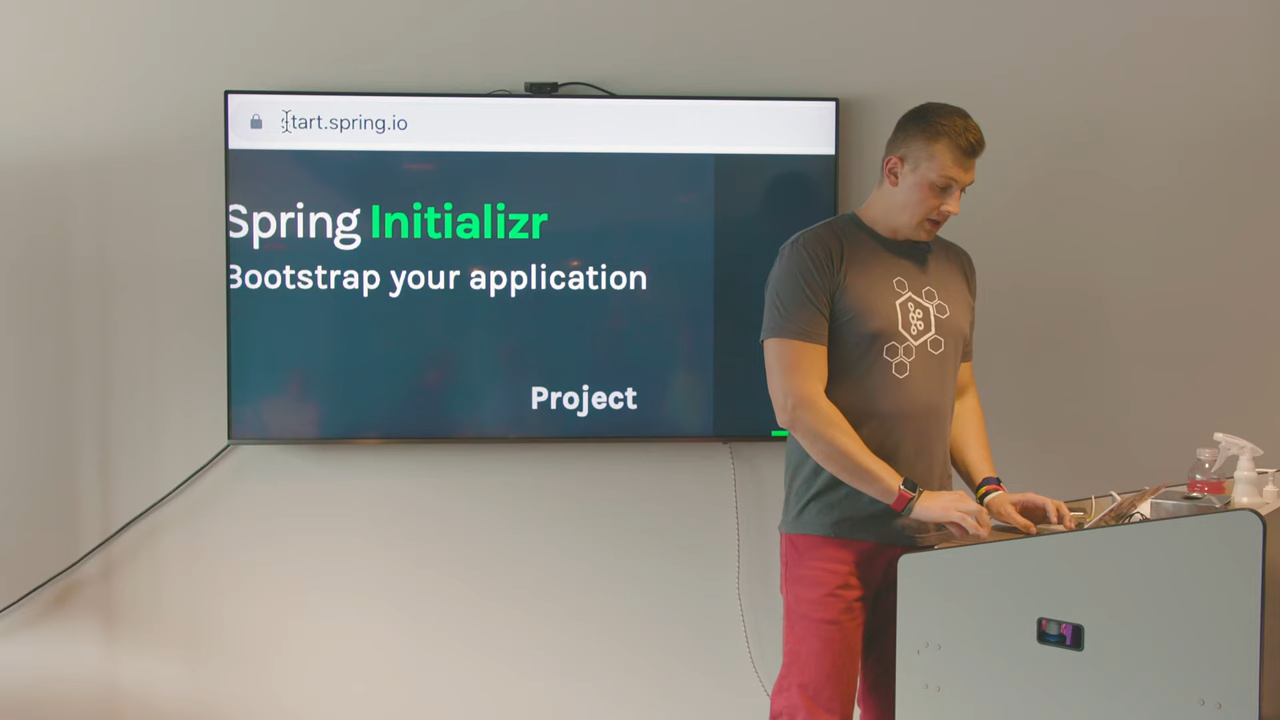 start.spring.io
Spring Initializr
Bootstrap your application
Project